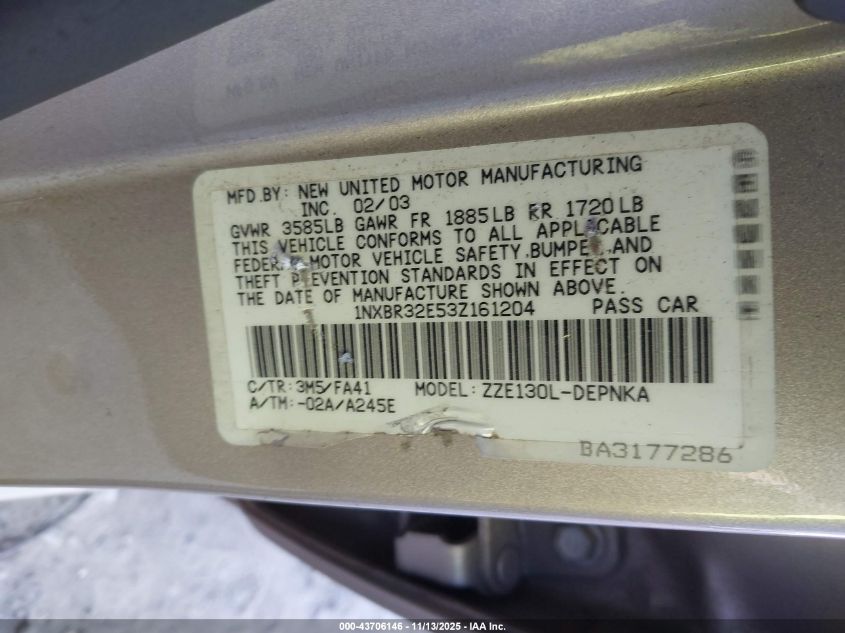 MFD.BY: NEW UNITED MOTOR MANUFACTURING
INC. 02/03
GVWR 3585LB GAWR FR 1885LB RR 1720LB
THIS VEHICLE CONFORMS TO ALL APPLICABLE
FEDERAL MOTOR VEHICLE SAFETY, BUMPER, AND
THEFT PREVENTION STANDARDS IN EFFECT ON
THE DATE OF MANUFACTURE SHOWN ABOVE.
1NXBR32E53Z161204 PASS CAR
C/TR: 3M5/FA41 MODEL: ZZE130L-DEPNKA
A/TM:-02A/A245E
BA3177286
000-43706146 - 11/13/2025 - IAA Inc.